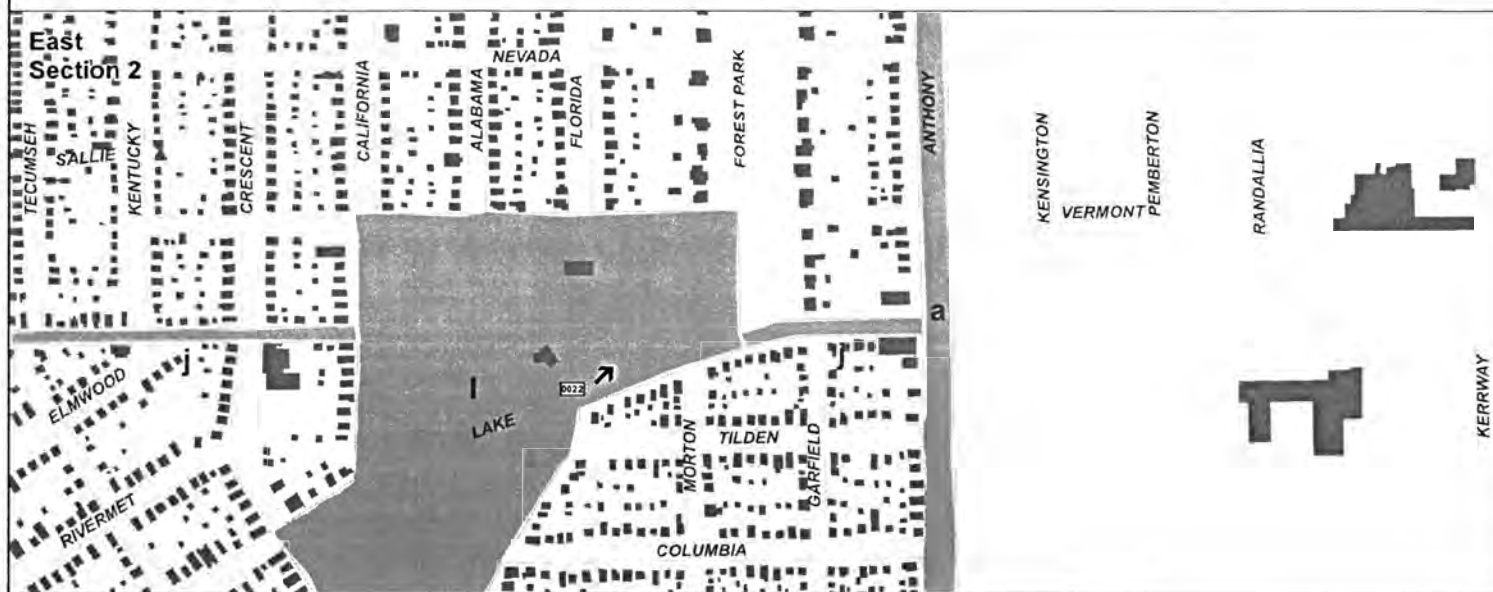 East
Section 2
NEVADA
TECUMSEH
SALLIE
KENTUCKY
CRESCENT
CALIFORNIA
ALABAMA
FLORIDA
FOREST PARK
ANTHONY
KENSINGTON
VERMONT
PEMBERTON
RANDALLIA
a
j
j
ELMWOOD
l
0022
LAKE
KERRWAY
MORTON
TILDEN
GARFIELD
RIVERMET
COLUMBIA